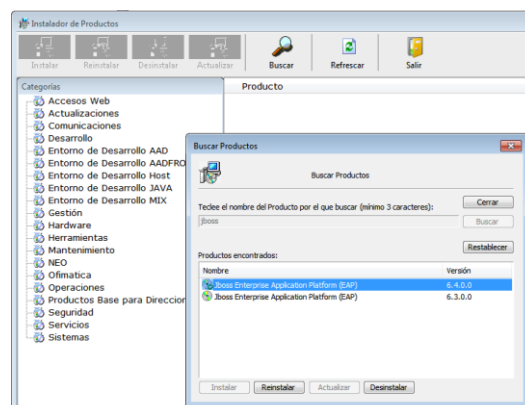 Instalador de Productos
Instalar Reinstalar Desinstalar Actualizar Buscar Refrescar Salir
Categorías Producto
Accesos Web
Actualizaciones
Comunicaciones
Desarrollo
Entorno de Desarrollo AAD
Entorno de Desarrollo AADFRO
Entorno de Desarrollo Host
Entorno de Desarrollo JAVA
Entorno de Desarrollo MIX
Gestión
Hardware
Herramientas
Mantenimiento
NEO
Ofimatica
Operaciones
Productos Base para Direccion
Seguridad
Servicios
Sistemas
Buscar Productos
Buscar Productos
Teclee el nombre del Producto por el que buscar (mínimo 3 caracteres): Cerrar
jboss Buscar
Restablecer
Productos encontrados:
Nombre Versión
Jboss Enterprise Application Platform (EAP) 6.4.0.0
Jboss Enterprise Application Platform (EAP) 6.3.0.0
Instalar Reinstalar Actualizar Desinstalar